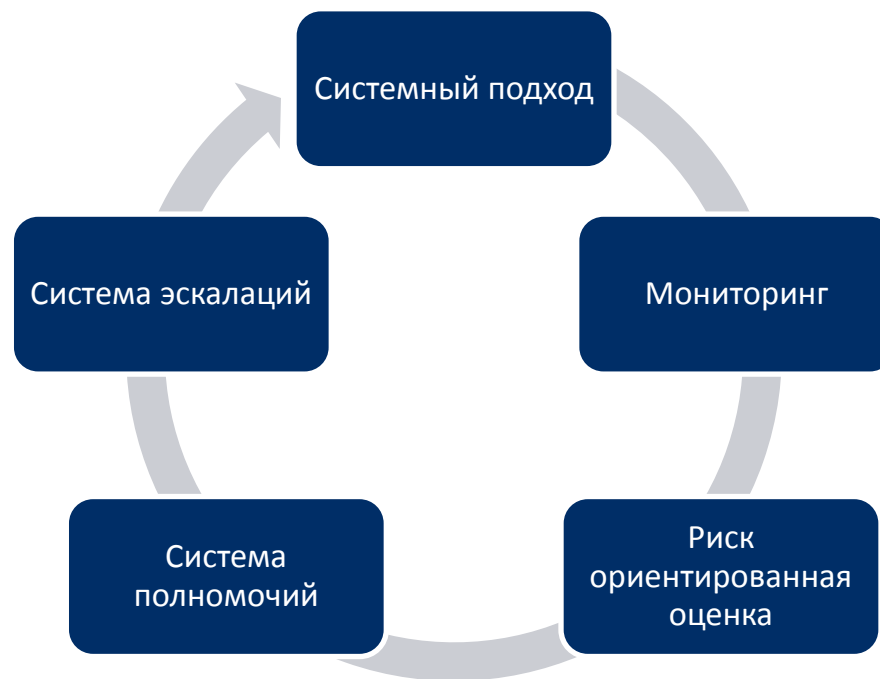 Системный подход
Мониторинг
Риск
ориентированная
оценка
Система
полномочий
Система эскалаций